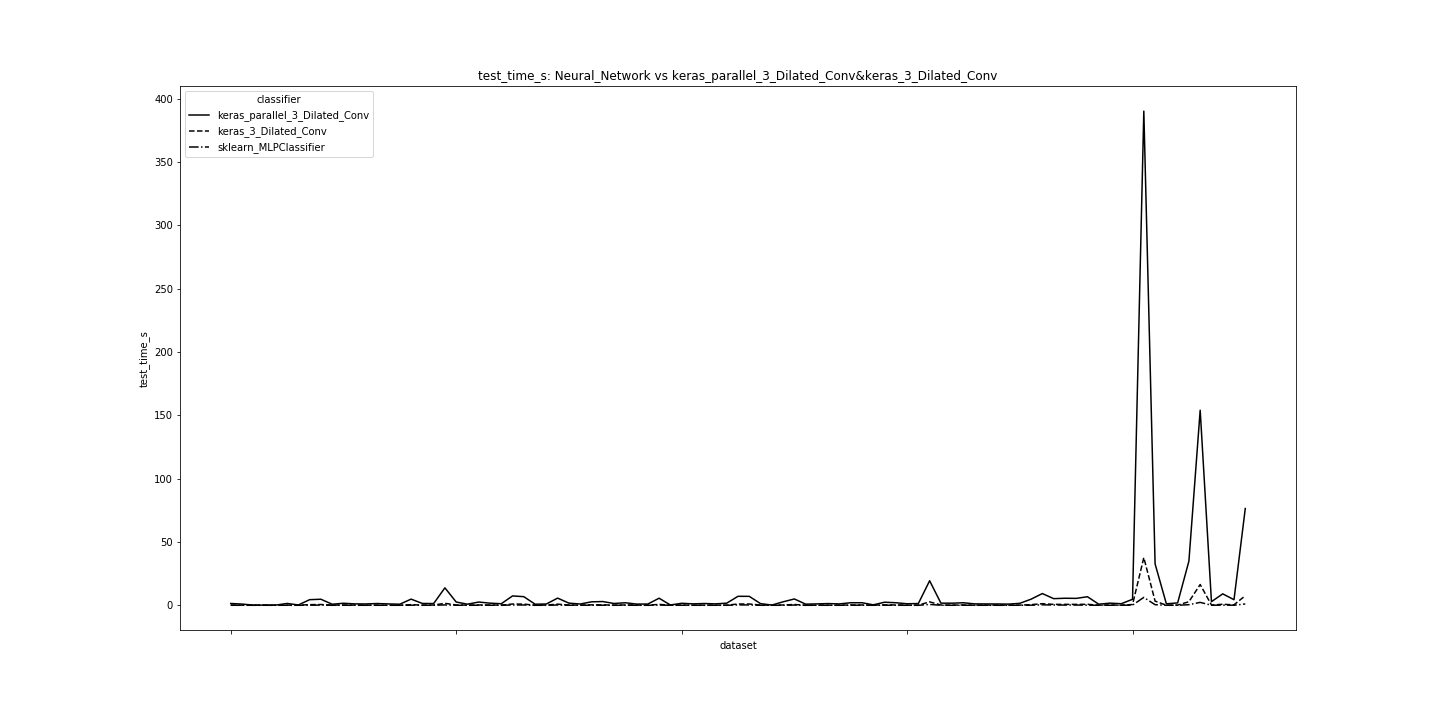 test_time_s: Neural_Network vs keras_parallel_3_Dilated_Conv&keras_3_Dilated_Conv
classifier
keras_parallel_3_Dilated_Conv
keras_3_Dilated_Conv
sklearn_MLPClassifier
400
350
300
250
200
150
100
50
0
test_time_s
dataset